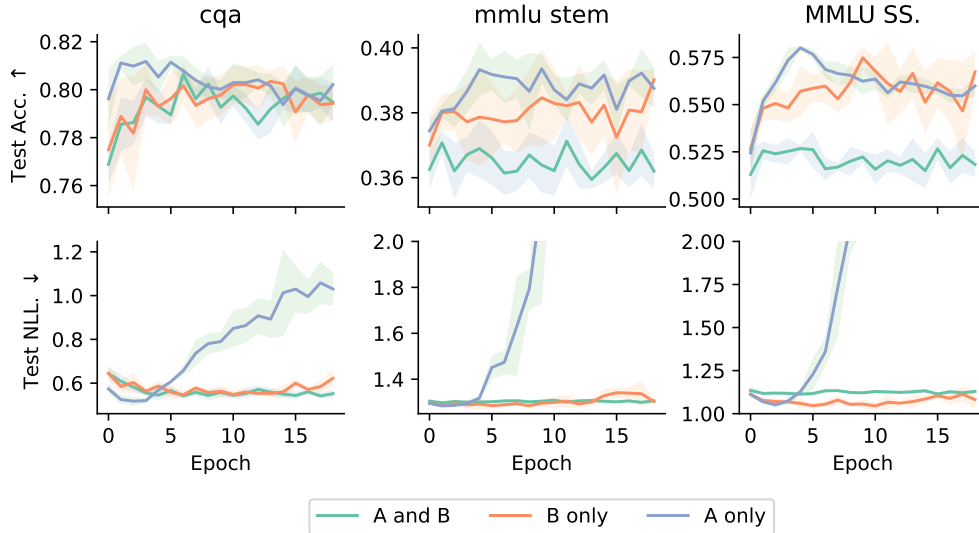 cqa
mmlu stem
MMLU SS.
Test Acc. ↑
0.82
0.80
0.78
0.76
0.40
0.38
0.36
0.575
0.550
0.525
0.500
Test NLL. ↓
1.2
1.0
0.8
0.6
0 5 10 15
Epoch
2.0
1.8
1.6
1.4
0 5 10 15
Epoch
2.00
1.75
1.50
1.25
1.00
0 5 10 15
Epoch
A and B
B only
A only